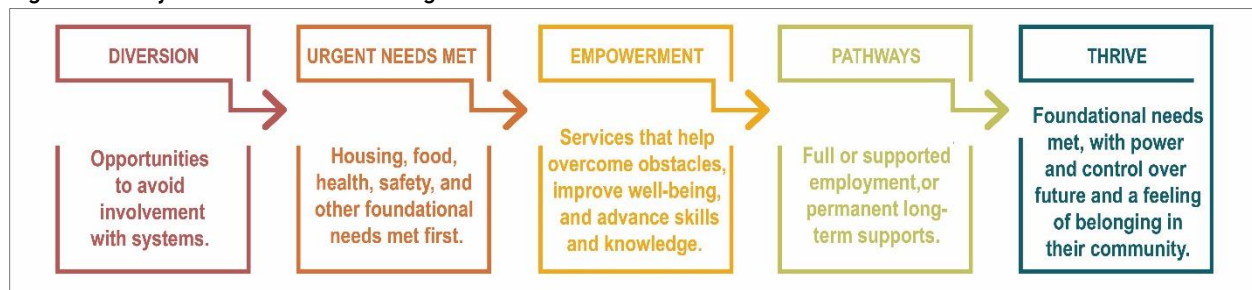 DIVERSION
Opportunities
to avoid
involvement
with systems.
URGENT NEEDS MET
Housing, food,
health, safety, and
other foundational
needs met first.
EMPOWERMENT
Services that help
overcome obstacles,
improve well-being,
and advance skills
and knowledge.
PATHWAYS
Full or supported
employment,or
permanent long-
term supports.
THRIVE
Foundational needs
met, with power
and control over
future and a feeling
of belonging in
their community.